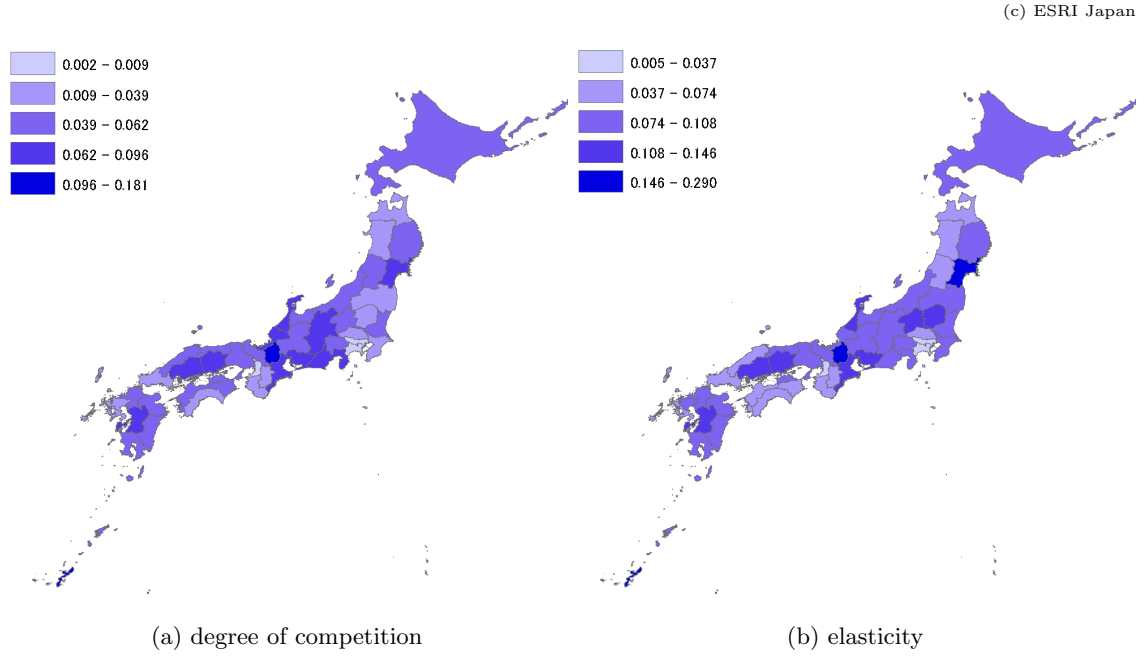 (c) ESRI Japan
0.002 - 0.009
0.009 - 0.039
0.039 - 0.062
0.062 - 0.096
0.096 - 0.181
0.005 - 0.037
0.037 - 0.074
0.074 - 0.108
0.108 - 0.146
0.146 - 0.290
(a) degree of competition
(b) elasticity